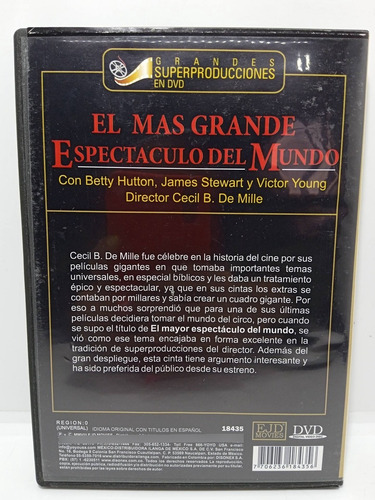 GRANDES
SUPERPRODUCCIONES
EN DVD
EL MAS GRANDE
ESPECTACULO DEL MUNDO
Con Betty Hutton, James Stewart y Victor Young
Director Cecil B. De Mille
Cecil B. De Mille fue célebre en la historia del cine por sus
películas gigantes en que tomaba importantes temas
universales, en especial bíblicos y les daba un tratamiento
épico y espectacular, ya que en sus cintas los extras se
contaban por millares y sabía crear un cuadro gigante. Por
eso a muchos sorprendió que para una de sus últimas
películas decidiera tomar el mundo del circo, pero cuando
se supo el título de El mayor espectáculo del mundo, se
vió como ese tema encajaba en forma excelente en la
tradición de superproducciones del director. Además del
gran despliegue, esta cinta tiene argumento interesante y
ha sido preferida del público desde su estreno.
REGION: 0
(UNIVERSAL)
IDIOMA ORIGINAL CON TITULOS EN ESPAÑOL
18435
EJD
MOVIES
DVD
MEXICO-DISTRIBUIDORA ILANGA DE MEXICO S.A. DE C.V.
7706236184356